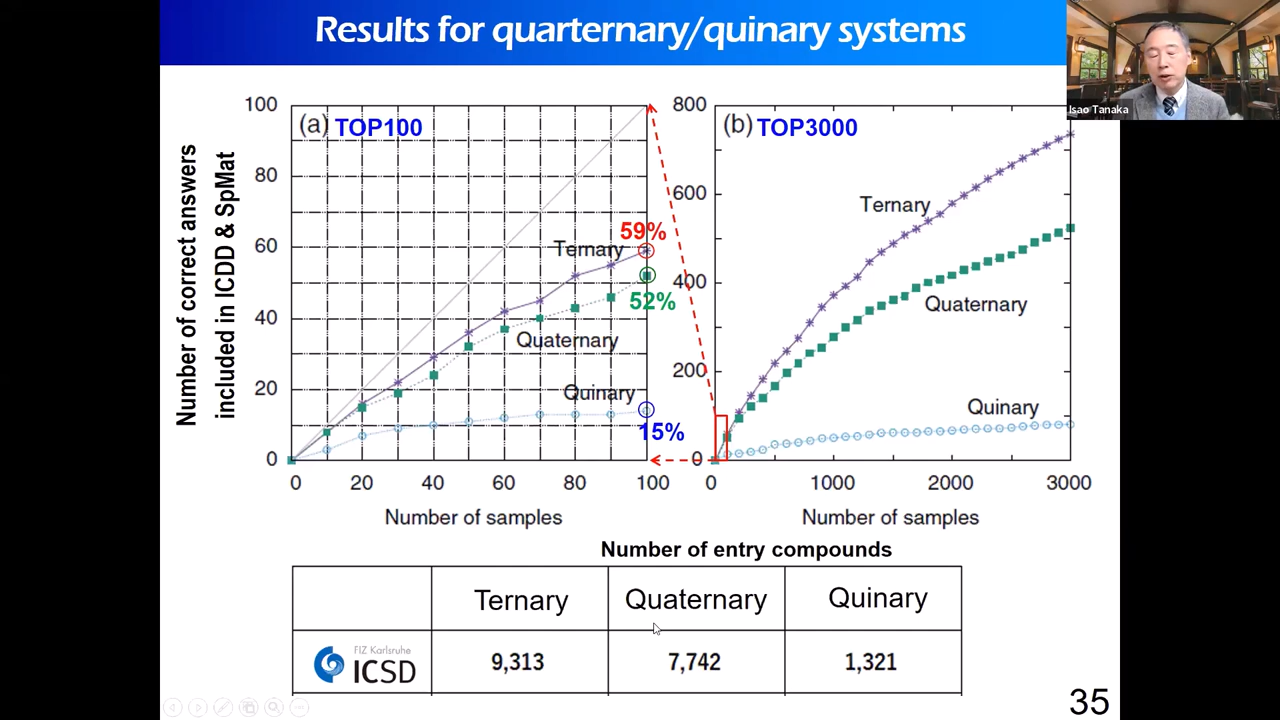 Results for quarternary/quinary systems
Isao Tanaka
Number of correct answers
included in ICDD & SpMat
100
80
60
40
20
0
(a) TOP100
59%
Ternary
52%
Quaternary
Quinary
15%
0 20 40 60 80 100
Number of samples
800
600
400
200
0
(b) TOP3000
Ternary
Quaternary
Quinary
0 1000 2000 3000
Number of samples
Number of entry compounds
Ternary Quaternary Quinary
FIZ Karlsruhe
ICSD 9,313 7,742 1,321
35